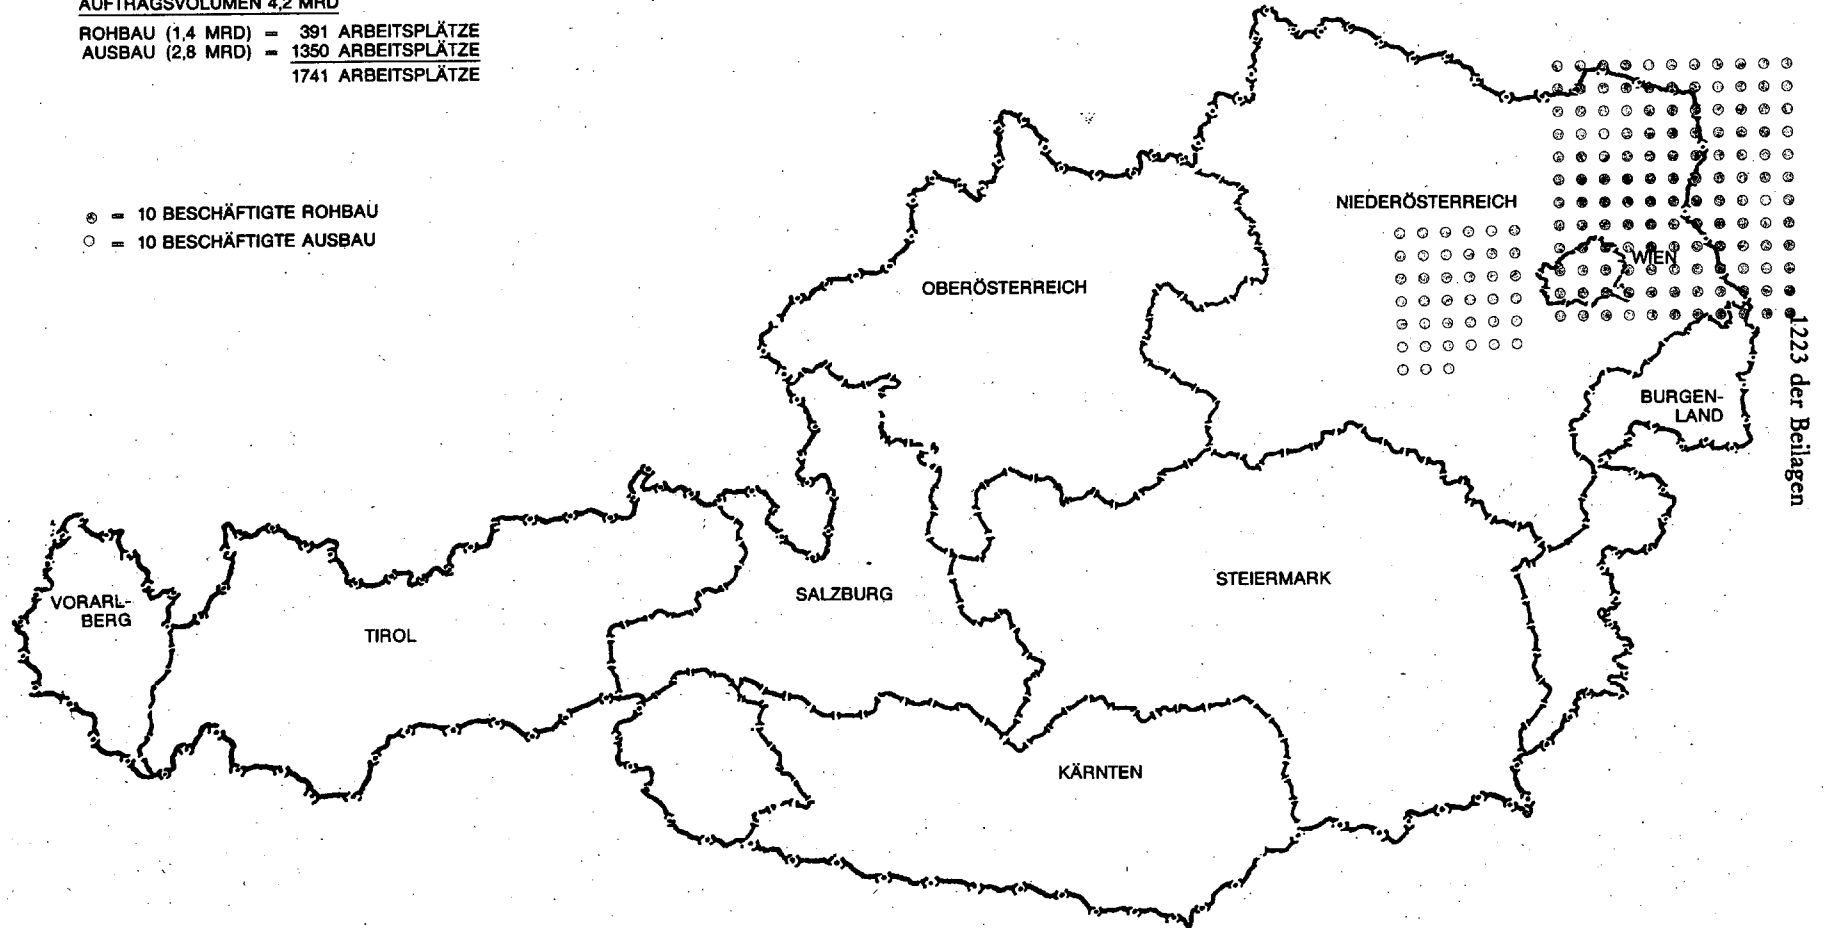 AUFTRAGSVOLUMEN 4,2 MRD
ROHBAU (1,4 MRD) = 391 ARBEITSPLÄTZE
AUSBAU (2,8 MRD) = 1350 ARBEITSPLÄTZE
1741 ARBEITSPLÄTZE
= 10 BESCHÄFTIGTE ROHBAU
= 10 BESCHÄFTIGTE AUSBAU
NIEDERÖSTERREICH
WIEN
OBERÖSTERREICH
BURGEN-
LAND
VORARL-
BERG
TIROL
SALZBURG
STEIERMARK
KÄRNTEN
1223 der Beilagen